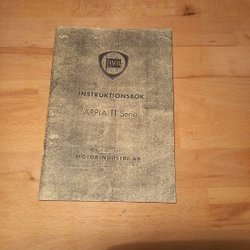 INSTRUKTIONSBOK
APPIA II Serie
MOTORINDUSTRI AB